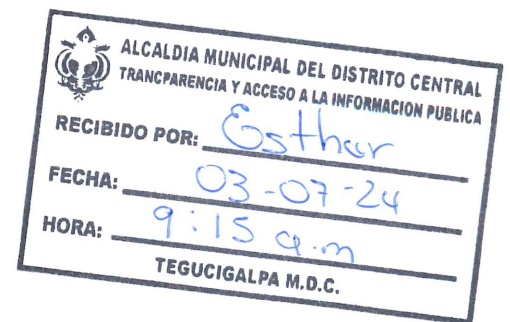 ALCALDIA MUNICIPAL DEL DISTRITO CENTRAL
TRANCPARENCIA Y ACCESO A LA INFORMACION PUBLICA
RECIBIDO POR: Esther
FECHA: 03-07-24
HORA: 9:15 a.m
TEGUCIGALPA M.D.C.